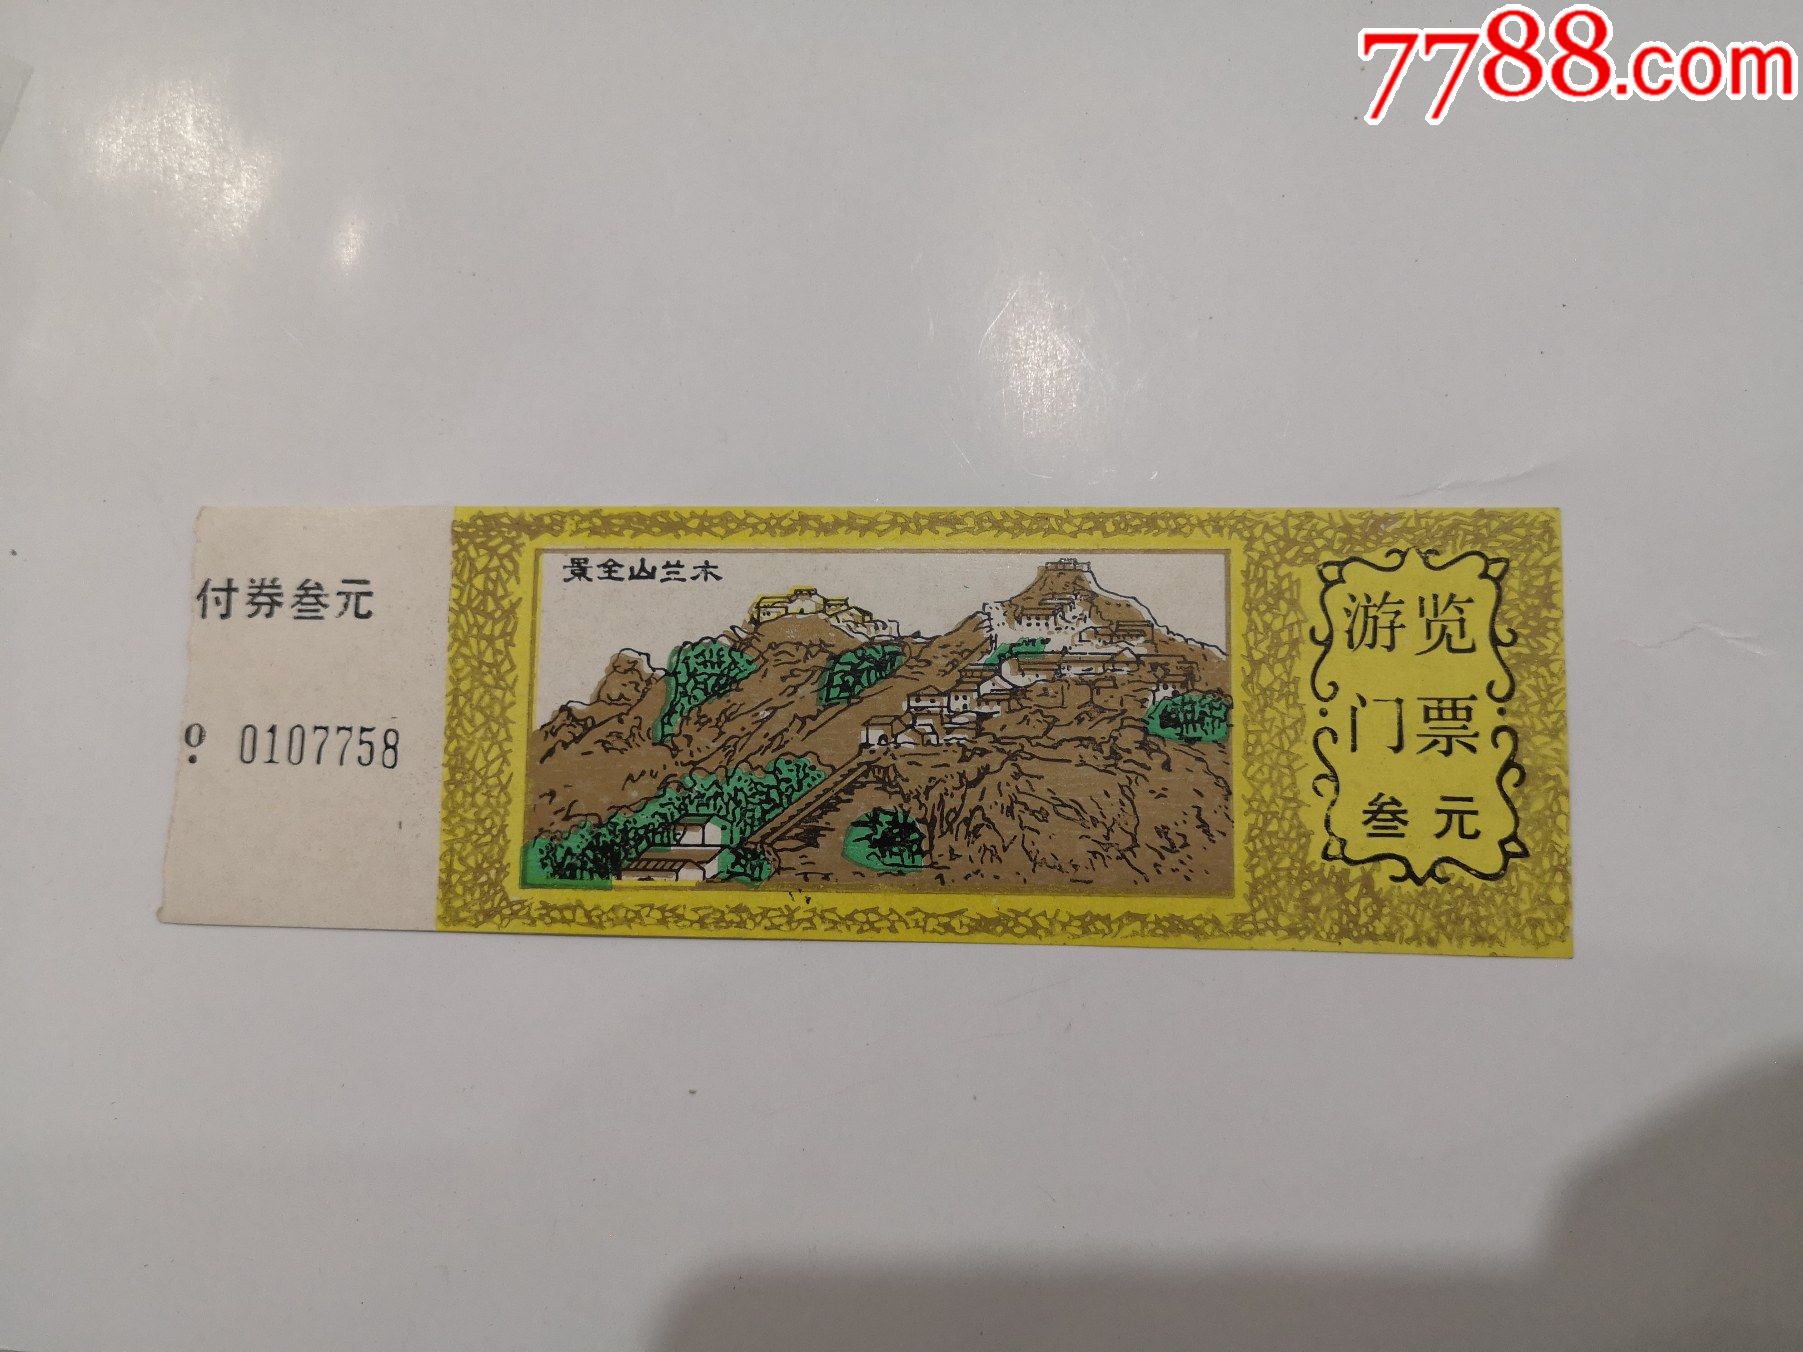 7788.com
付券叁元
o. 0107758
景全山兰木
游览
门票
叁元